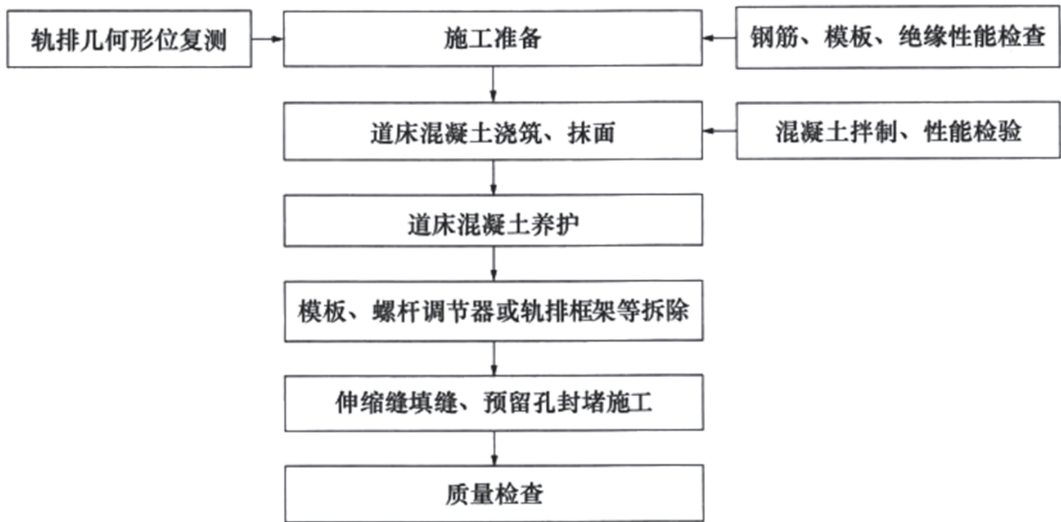 轨排几何形位复测
施工准备
钢筋、模板、绝缘性能检查
道床混凝土浇筑、抹面
混凝土拌制、性能检验
道床混凝土养护
模板、螺杆调节器或轨排框架等拆除
伸缩缝填缝、预留孔封堵施工
质量检查